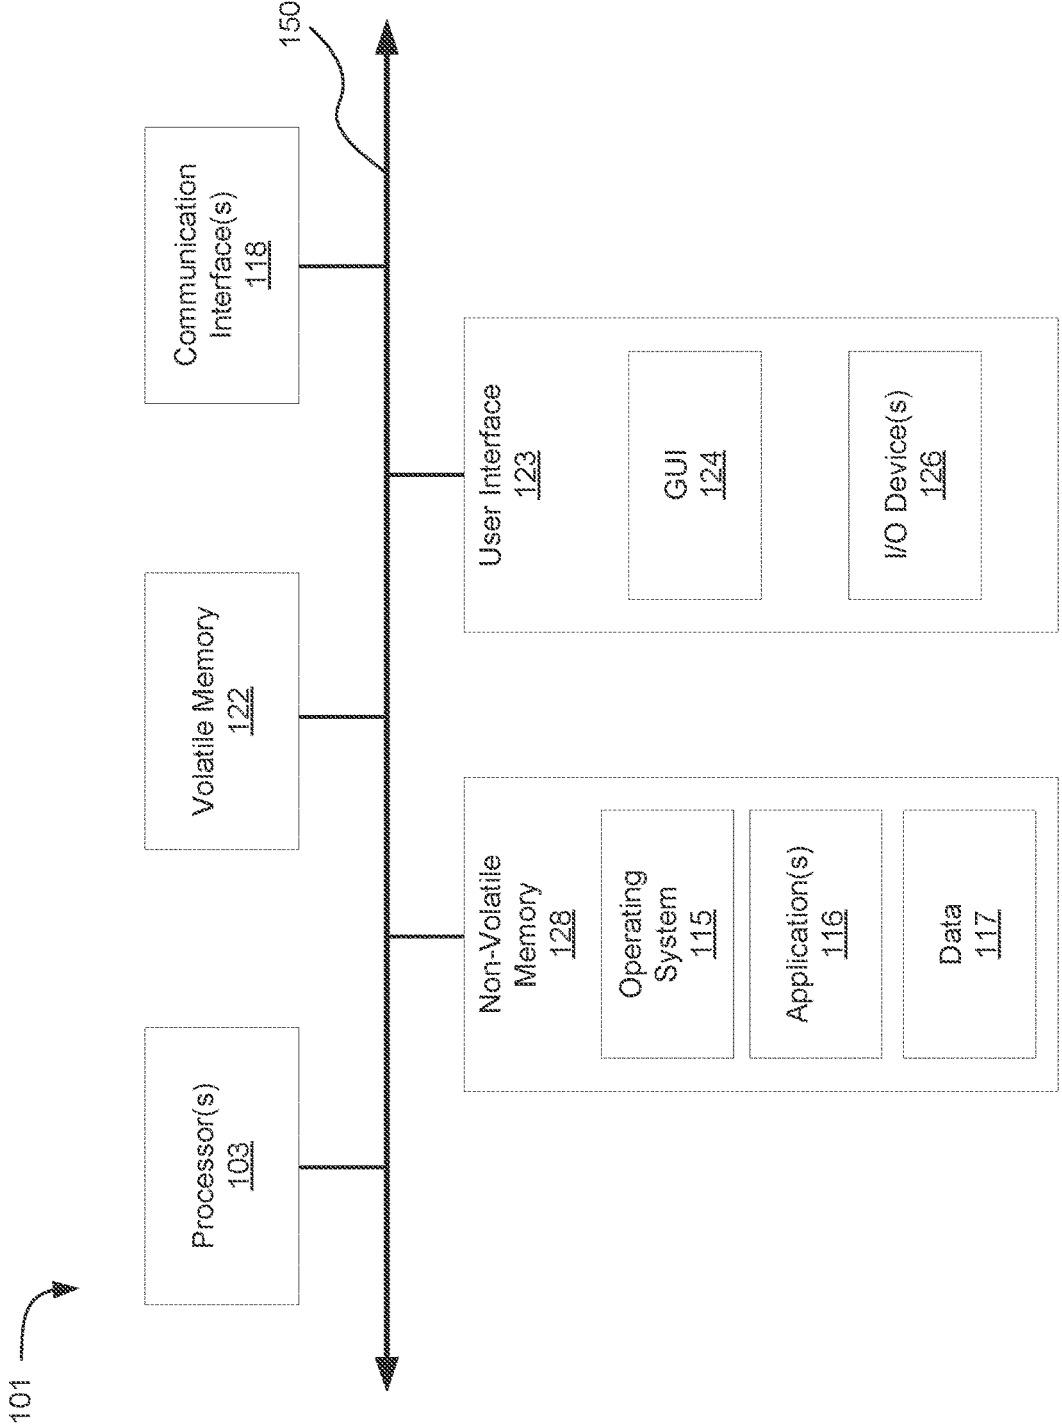 101
Processor(s)
103
Volatile Memory
122
Communication
Interface(s)
118
150
Non-Volatile
Memory
128
Operating
System
115
Application(s)
116
Data
117
User Interface
123
GUI
124
I/O Device(s)
126